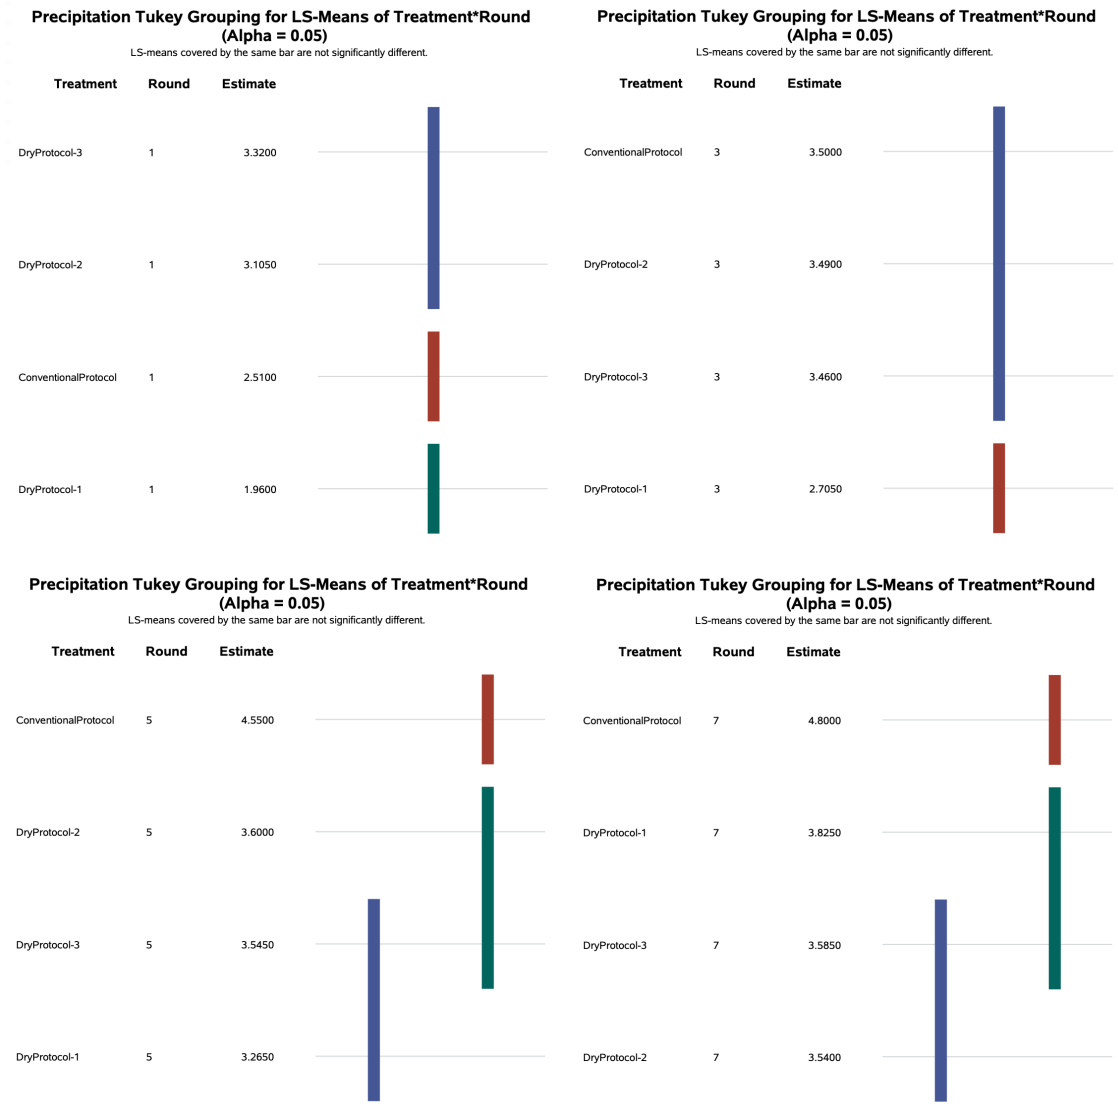 Precipitation Tukey Grouping for LS-Means of Treatment*Round
(Alpha = 0.05)
LS-means covered by the same bar are not significantly different.
Treatment Round Estimate
DryProtocol-3 1 3.3200
DryProtocol-2 1 3.1050
ConventionalProtocol 1 2.5100
DryProtocol-1 1 1.9600
Precipitation Tukey Grouping for LS-Means of Treatment*Round
(Alpha = 0.05)
LS-means covered by the same bar are not significantly different.
Treatment Round Estimate
ConventionalProtocol 3 3.5000
DryProtocol-2 3 3.4900
DryProtocol-3 3 3.4600
DryProtocol-1 3 2.7050
Precipitation Tukey Grouping for LS-Means of Treatment*Round
(Alpha = 0.05)
LS-means covered by the same bar are not significantly different.
Treatment Round Estimate
ConventionalProtocol 5 4.5500
DryProtocol-2 5 3.6000
DryProtocol-3 5 3.5450
DryProtocol-1 5 3.2650
Precipitation Tukey Grouping for LS-Means of Treatment*Round
(Alpha = 0.05)
LS-means covered by the same bar are not significantly different.
Treatment Round Estimate
ConventionalProtocol 7 4.8000
DryProtocol-1 7 3.8250
DryProtocol-3 7 3.5850
DryProtocol-2 7 3.5400